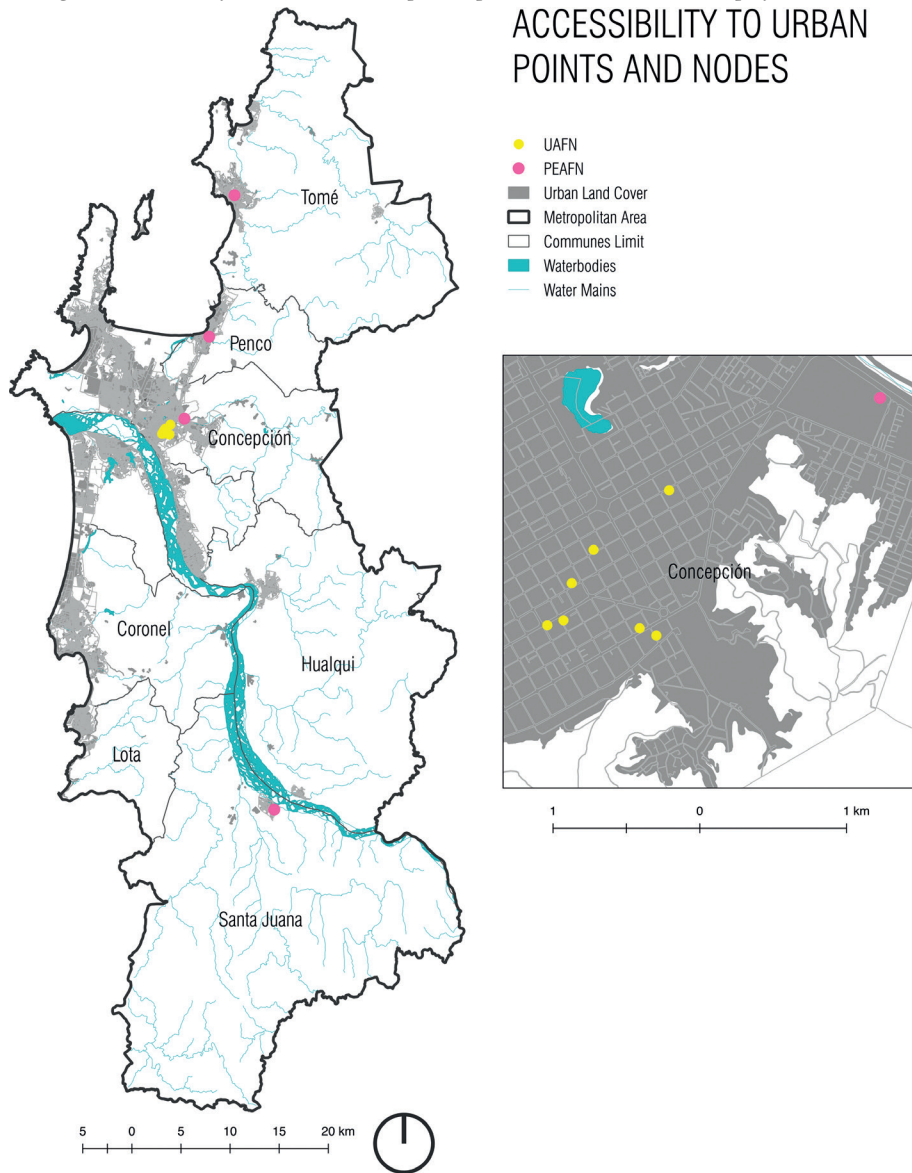 ACCESSIBILITY TO URBAN
POINTS AND NODES
UAFN
PEAFN
Urban Land Cover
Metropolitan Area
Communes Limit
Waterbodies
Water Mains
Tomé
Penco
Concepción
Coronel
Hualqui
Lota
Santa Juana
Concepción
1 0 1 km
5 0 5 10 15 20 km